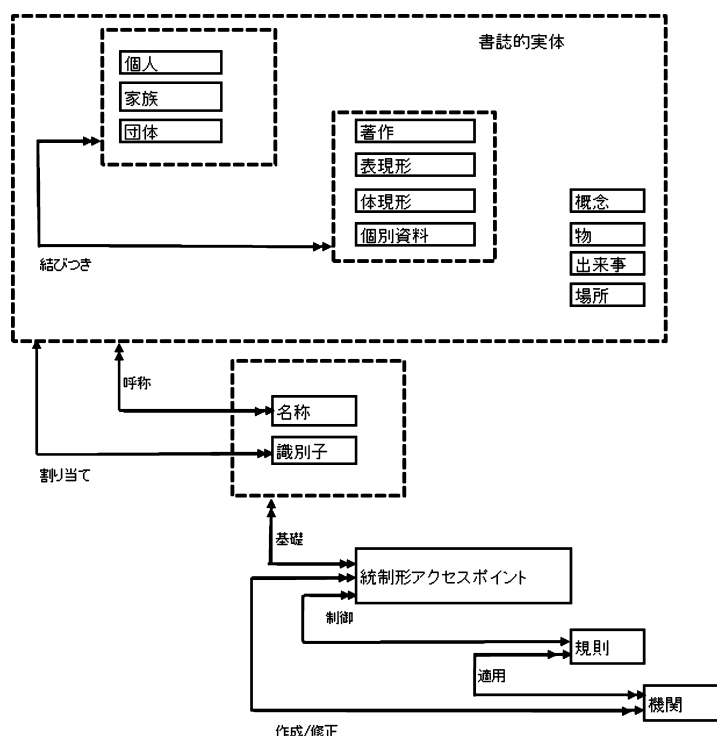 書誌的実体
個人
家族
団体
著作
表現形
体現形
個別資料
概念
物
出来事
場所
結びつき
呼称
名称
識別子
割り当て
基礎
統制形アクセスポイント
制御
規則
適用
機関
作成/修正